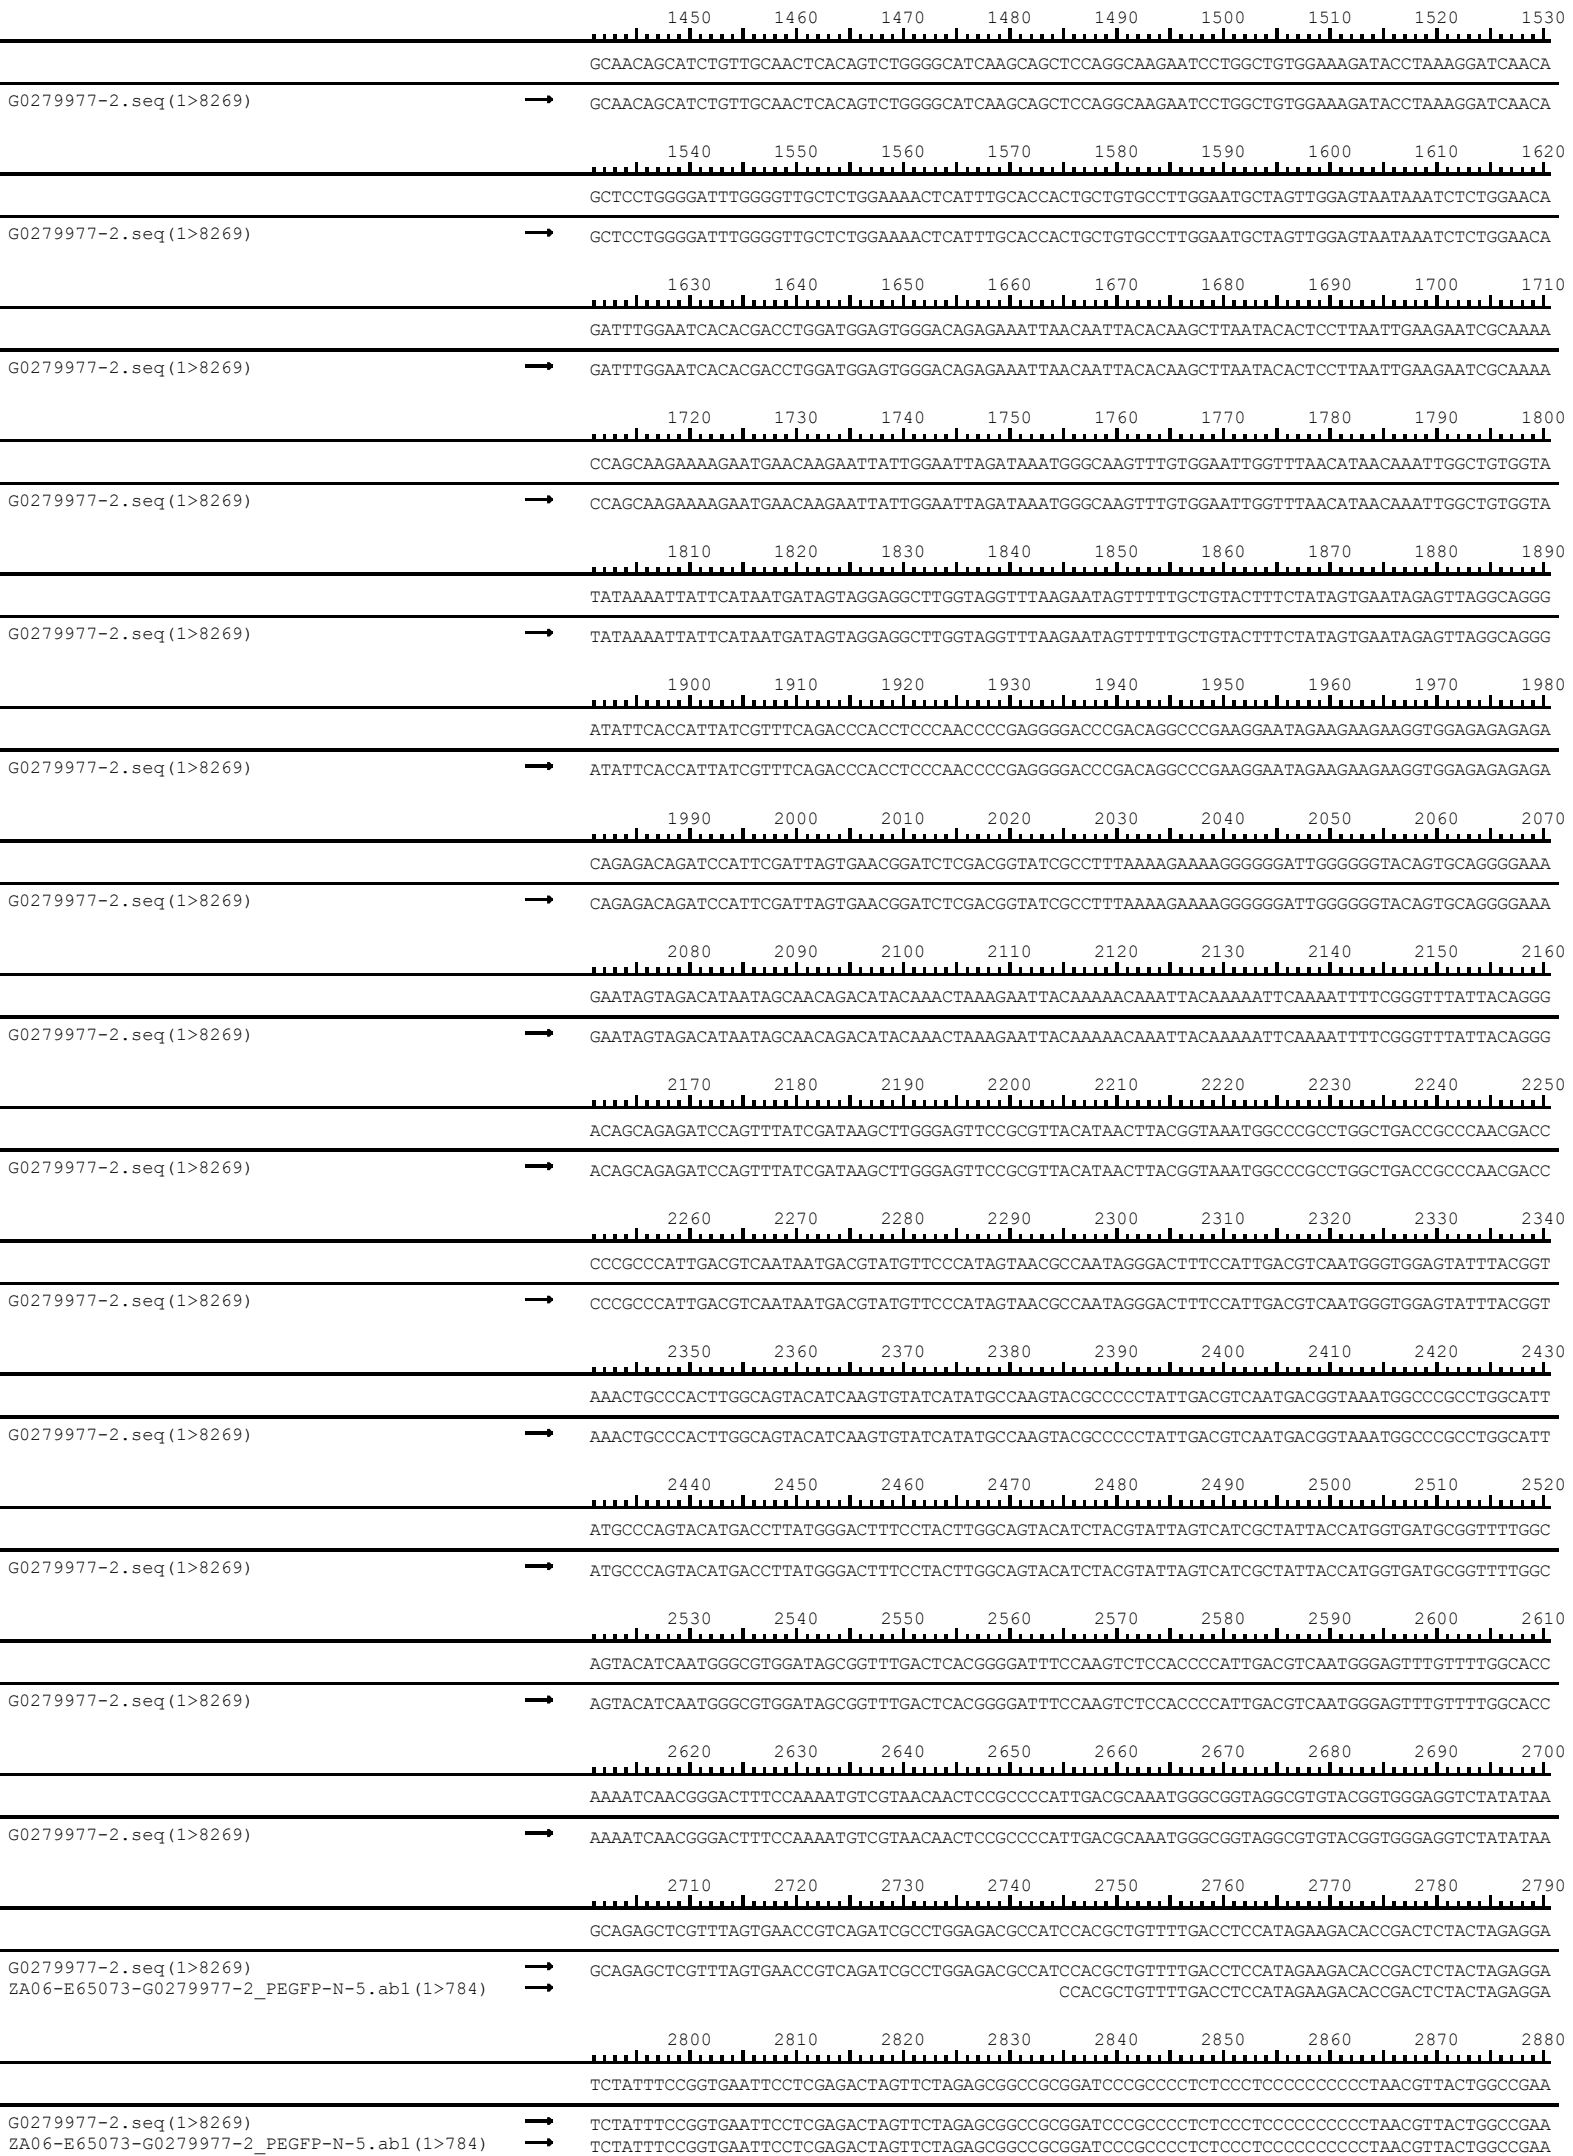 1450 1460 1470 1480 1490 1500 1510 1520 1530
GCAACAGCATCTGTTGCAACTCACAGTCTGGGGCATCAAGCAGCTCCAGGCAAGAATCCTGGCTGTGGAAAGATACCTAAAGGATCAACA
G0279977-2.seq(1>8269) → GCAACAGCATCTGTTGCAACTCACAGTCTGGGGCATCAAGCAGCTCCAGGCAAGAATCCTGGCTGTGGAAAGATACCTAAAGGATCAACA
1540 1550 1560 1570 1580 1590 1600 1610 1620
GCTCCTGGGGATTTGGGGTTGCTCTGGAAAACTCATTTGCACCACTGCTGTGCCTTGGAATGCTAGTTGGAGTAATAAATCTCTGGAACA
G0279977-2.seq(1>8269) → GCTCCTGGGGATTTGGGGTTGCTCTGGAAAACTCATTTGCACCACTGCTGTGCCTTGGAATGCTAGTTGGAGTAATAAATCTCTGGAACA
1630 1640 1650 1660 1670 1680 1690 1700 1710
GATTTGGAATCACACGACCTGGATGGAGTGGGACAGAGAAATTAACAATTACACAAGCTTAATACACTCCTTAATTGAAGAATCGCAAAA
G0279977-2.seq(1>8269) → GATTTGGAATCACACGACCTGGATGGAGTGGGACAGAGAAATTAACAATTACACAAGCTTAATACACTCCTTAATTGAAGAATCGCAAAA
1720 1730 1740 1750 1760 1770 1780 1790 1800
CCAGCAAGAAAAGAATGAACAAGAATTATTGGAATTAGATAAATGGGCAAGTTTGTGGAATTGGTTTAACATAACAAATTGGCTGTGGTA
G0279977-2.seq(1>8269) → CCAGCAAGAAAAGAATGAACAAGAATTATTGGAATTAGATAAATGGGCAAGTTTGTGGAATTGGTTTAACATAACAAATTGGCTGTGGTA
1810 1820 1830 1840 1850 1860 1870 1880 1890
TATAAAATTATTCATAATGATAGTAGGAGGCTTGGTAGGTTTAAGAATAGTTTTTGCTGTACTTTCTATAGTGAATAGAGTTAGGCAGGG
G0279977-2.seq(1>8269) → TATAAAATTATTCATAATGATAGTAGGAGGCTTGGTAGGTTTAAGAATAGTTTTTGCTGTACTTTCTATAGTGAATAGAGTTAGGCAGGG
1900 1910 1920 1930 1940 1950 1960 1970 1980
ATATTCACCATTATCGTTTCAGACCCACCTCCCAACCCCGAGGGGACCCGACAGGCCCGAAGGAATAGAAGAAGAAGGTGGAGAGAGAGA
G0279977-2.seq(1>8269) → ATATTCACCATTATCGTTTCAGACCCACCTCCCAACCCCGAGGGGACCCGACAGGCCCGAAGGAATAGAAGAAGAAGGTGGAGAGAGAGA
1990 2000 2010 2020 2030 2040 2050 2060 2070
CAGAGACAGATCCATTCGATTAGTGAACGGATCTCGACGGTATCGCCTTTAAAAGAAAAGGGGGGATTGGGGGGTACAGTGCAGGGGAAA
G0279977-2.seq(1>8269) → CAGAGACAGATCCATTCGATTAGTGAACGGATCTCGACGGTATCGCCTTTAAAAGAAAAGGGGGGATTGGGGGGTACAGTGCAGGGGAAA
2080 2090 2100 2110 2120 2130 2140 2150 2160
GAATAGTAGACATAATAGCAACAGACATACAAACTAAAGAATTACAAAAACAAATTACAAAAATTCAAAATTTTCGGGTTTATTACAGGG
G0279977-2.seq(1>8269) → GAATAGTAGACATAATAGCAACAGACATACAAACTAAAGAATTACAAAAACAAATTACAAAAATTCAAAATTTTCGGGTTTATTACAGGG
2170 2180 2190 2200 2210 2220 2230 2240 2250
ACAGCAGAGATCCAGTTTATCGATAAGCTTGGGAGTTCCGCGTTACATAACTTACGGTAAATGGCCCGCCTGGCTGACCGCCCAACGACC
G0279977-2.seq(1>8269) → ACAGCAGAGATCCAGTTTATCGATAAGCTTGGGAGTTCCGCGTTACATAACTTACGGTAAATGGCCCGCCTGGCTGACCGCCCAACGACC
2260 2270 2280 2290 2300 2310 2320 2330 2340
CCCGCCCATTGACGTCAATAATGACGTATGTTCCCATAGTAACGCCAATAGGGACTTTCCATTGACGTCAATGGGTGGAGTATTTACGGT
G0279977-2.seq(1>8269) → CCCGCCCATTGACGTCAATAATGACGTATGTTCCCATAGTAACGCCAATAGGGACTTTCCATTGACGTCAATGGGTGGAGTATTTACGGT
2350 2360 2370 2380 2390 2400 2410 2420 2430
AAACTGCCCACTTGGCAGTACATCAAGTGTATCATATGCCAAGTACGCCCCCTATTGACGTCAATGACGGTAAATGGCCCGCCTGGCATT
G0279977-2.seq(1>8269) → AAACTGCCCACTTGGCAGTACATCAAGTGTATCATATGCCAAGTACGCCCCCTATTGACGTCAATGACGGTAAATGGCCCGCCTGGCATT
2440 2450 2460 2470 2480 2490 2500 2510 2520
ATGCCCAGTACATGACCTTATGGGACTTTCCTACTTGGCAGTACATCTACGTATTAGTCATCGCTATTACCATGGTGATGCGGTTTTGGC
G0279977-2.seq(1>8269) → ATGCCCAGTACATGACCTTATGGGACTTTCCTACTTGGCAGTACATCTACGTATTAGTCATCGCTATTACCATGGTGATGCGGTTTTGGC
2530 2540 2550 2560 2570 2580 2590 2600 2610
AGTACATCAATGGGCGTGGATAGCGGTTTGACTCACGGGGATTTCCAAGTCTCCACCCCATTGACGTCAATGGGAGTTTGTTTTGGCACC
G0279977-2.seq(1>8269) → AGTACATCAATGGGCGTGGATAGCGGTTTGACTCACGGGGATTTCCAAGTCTCCACCCCATTGACGTCAATGGGAGTTTGTTTTGGCACC
2620 2630 2640 2650 2660 2670 2680 2690 2700
AAAATCAACGGGACTTTCCAAAATGTCGTAACAACTCCGCCCCATTGACGCAAATGGGCGGTAGGCGTGTACGGTGGGAGGTCTATATAA
G0279977-2.seq(1>8269) → AAAATCAACGGGACTTTCCAAAATGTCGTAACAACTCCGCCCCATTGACGCAAATGGGCGGTAGGCGTGTACGGTGGGAGGTCTATATAA
2710 2720 2730 2740 2750 2760 2770 2780 2790
GCAGAGCTCGTTTAGTGAACCGTCAGATCGCCTGGAGACGCCATCCACGCTGTTTTGACCTCCATAGAAGACACCGACTCTACTAGAGGA
G0279977-2.seq(1>8269) → GCAGAGCTCGTTTAGTGAACCGTCAGATCGCCTGGAGACGCCATCCACGCTGTTTTGACCTCCATAGAAGACACCGACTCTACTAGAGGA
ZA06-E65073-G0279977-2_PEGFP-N-5.ab1(1>784) → CCACGCTGTTTTGACCTCCATAGAAGACACCGACTCTACTAGAGGA
2800 2810 2820 2830 2840 2850 2860 2870 2880
TCTATTTCCGGTGAATTCCTCGAGACTAGTTCTAGAGCGGCCGCGGATCCCGCCCCTCTCCCTCCCCCCCCCCTAACGTTACTGGCCGAA
G0279977-2.seq(1>8269) → TCTATTTCCGGTGAATTCCTCGAGACTAGTTCTAGAGCGGCCGCGGATCCCGCCCCTCTCCCTCCCCCCCCCCTAACGTTACTGGCCGAA
ZA06-E65073-G0279977-2_PEGFP-N-5.ab1(1>784) → TCTATTTCCGGTGAATTCCTCGAGACTAGTTCTAGAGCGGCCGCGGATCCCGCCCCTCTCCCTCCCCCCCCCCTAACGTTACTGGCCGAA